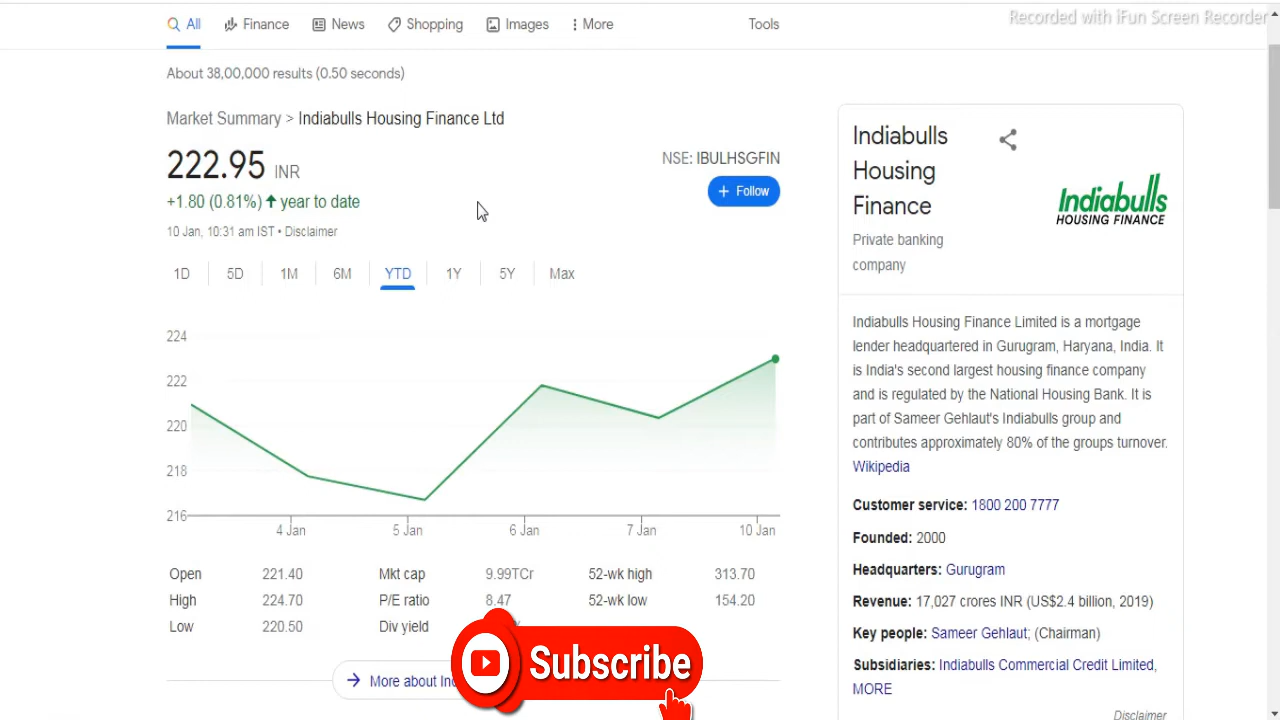 All
Finance
News
Shopping
Images
More
Tools
Recorded with iFun Screen Recorder
About 38,00,000 results (0.50 seconds)
Market Summary > Indiabulls Housing Finance Ltd
222.95 INR
+1.80 (0.81%) ↑ year to date
10 Jan, 10:31 am IST • Disclaimer
NSE: IBULHSGFIN
+ Follow
1D
5D
1M
6M
YTD
1Y
5Y
Max
224
222
220
218
216
4 Jan
5 Jan
6 Jan
7 Jan
10 Jan
Open 221.40
High 224.70
Low 220.50
Mkt cap 9.99TCr
P/E ratio 8.47
Div yield
52-wk high 313.70
52-wk low 154.20
→ More about
Subscribe
Indiabulls
Housing
Finance
Private banking
company
Indiabulls
HOUSING FINANCE
Indiabulls Housing Finance Limited is a mortgage
lender headquartered in Gurugram, Haryana, India. It
is India's second largest housing finance company
and is regulated by the National Housing Bank. It is
part of Sameer Gehlaut's Indiabulls group and
contributes approximately 80% of the groups turnover.
Wikipedia
Customer service: 1800 200 7777
Founded: 2000
Headquarters: Gurugram
Revenue: 17,027 crores INR (US$2.4 billion, 2019)
Key people: Sameer Gehlaut; (Chairman)
Subsidiaries: Indiabulls Commercial Credit Limited,
MORE
Disclaimer